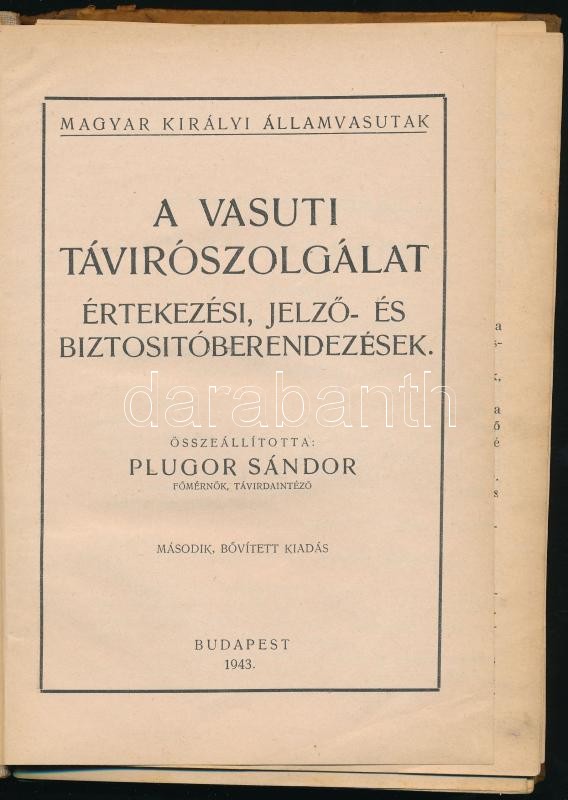 MAGYAR KIRÁLYI ÁLLAMVASUTAK
A VASUTI
TÁVIRÓSZOLGÁLAT
ÉRTEKEZÉSI, JELZŐ- ÉS
BIZTOSITÓBERENDEZÉSEK.
darabanth
ÖSSZEÁLLÍTOTTA:
PLUGOR SÁNDOR
FŐMÉRNÖK, TÁVIRDAINTÉZŐ
MÁSODIK, BŐVÍTETT KIADÁS
BUDAPEST
1943.